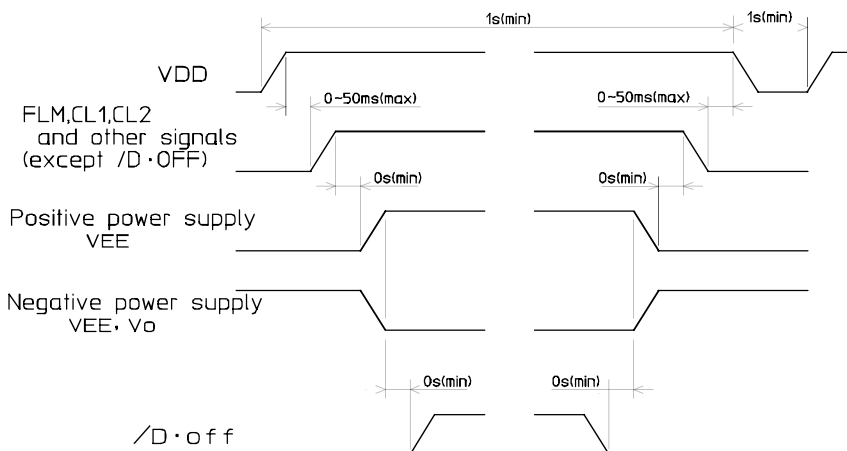 1s(min)
1s(min)
VDD
0~50ms(max)
0~50ms(max)
FLM,CL1,CL2
and other signals
(except /D·OFF)
0s(min)
0s(min)
Positive power supply
VEE
Negative power supply
VEE, Vo
0s(min)
0s(min)
/D·off